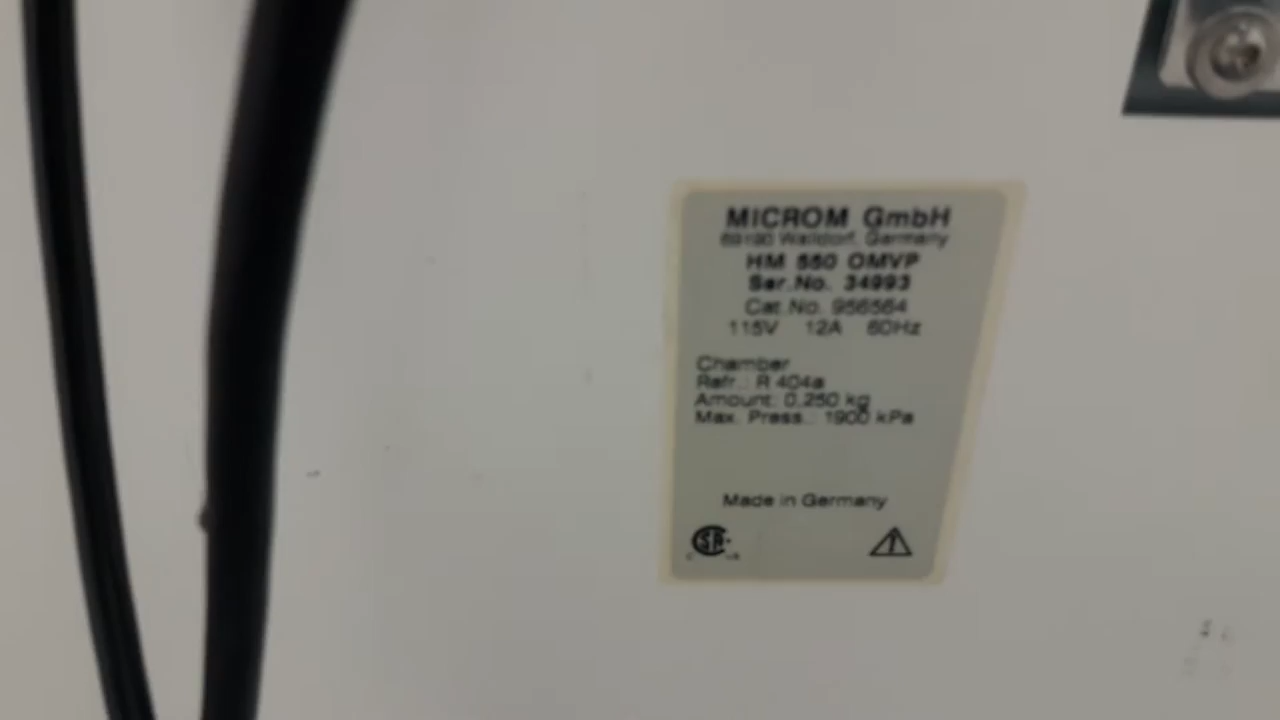 MICROM GmbH
69190 Walldorf, Germany
HM 550 OMVP
Ser.No. 34993
Cat.No. 956564
115V 12A 60Hz
Chamber
Refr.: R 404a
Amount: 0,250 kg
Max. Press.: 1900 kPa
Made in Germany